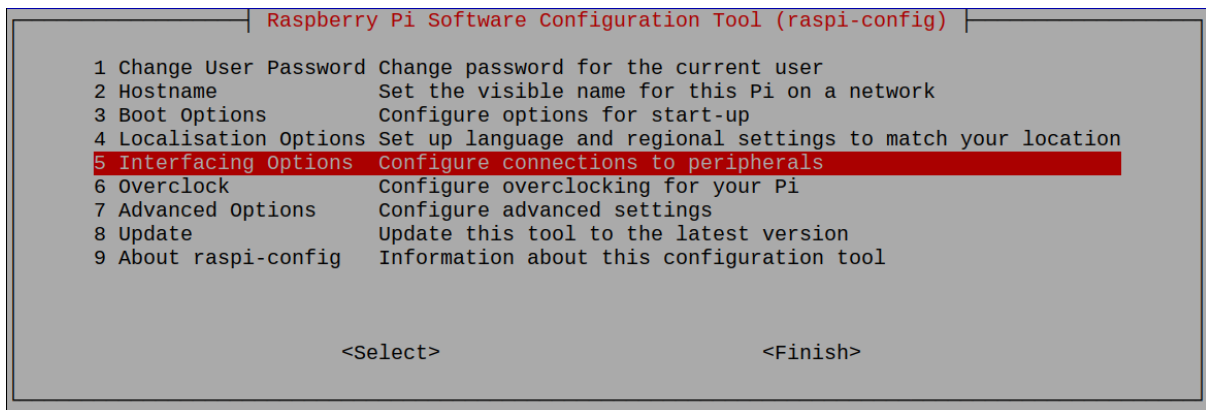 Raspberry Pi Software Configuration Tool (raspi-config)
1 Change User Password Change password for the current user
2 Hostname Set the visible name for this Pi on a network
3 Boot Options Configure options for start-up
4 Localisation Options Set up language and regional settings to match your location
5 Interfacing Options Configure connections to peripherals
6 Overclock Configure overclocking for your Pi
7 Advanced Options Configure advanced settings
8 Update Update this tool to the latest version
9 About raspi-config Information about this configuration tool
<Select> <Finish>